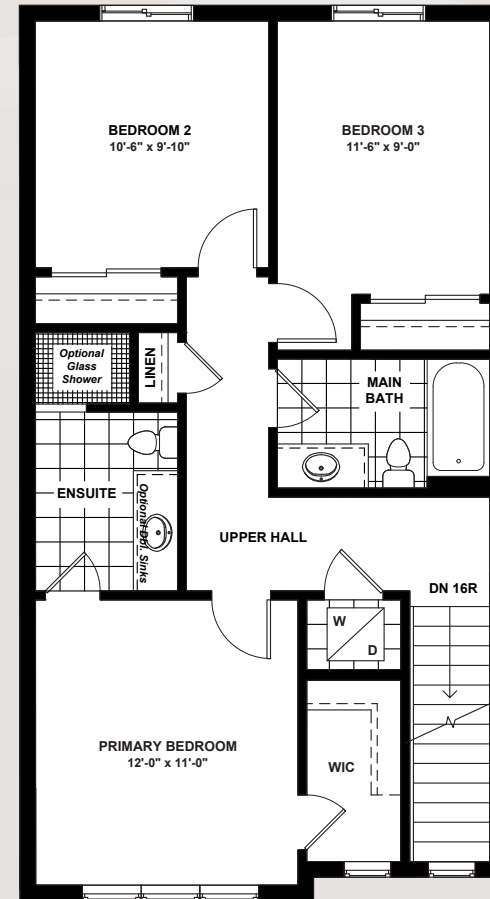 BEDROOM 2
10'-6" x 9'-10"
BEDROOM 3
11'-6" x 9'-0"
Optional
Glass
Shower
LINEN
MAIN
BATH
ENSUITE
Optional Dbl. Sinks
UPPER HALL
DN 16R
W
D
PRIMARY BEDROOM
12'-0" x 11'-0"
WIC